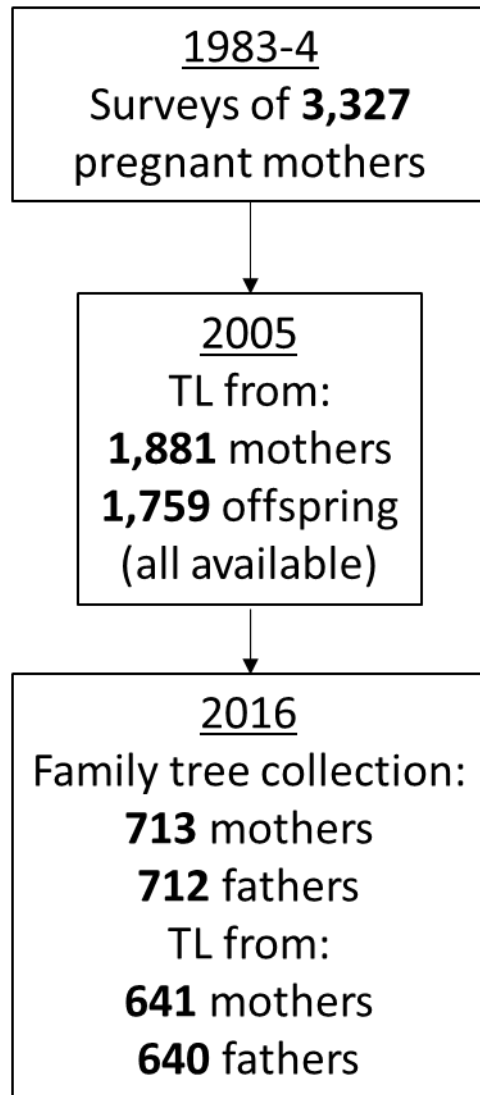 1983-4
Surveys of 3,327
pregnant mothers
2005
TL from:
1,881 mothers
1,759 offspring
(all available)
2016
Family tree collection:
713 mothers
712 fathers
TL from:
641 mothers
640 fathers